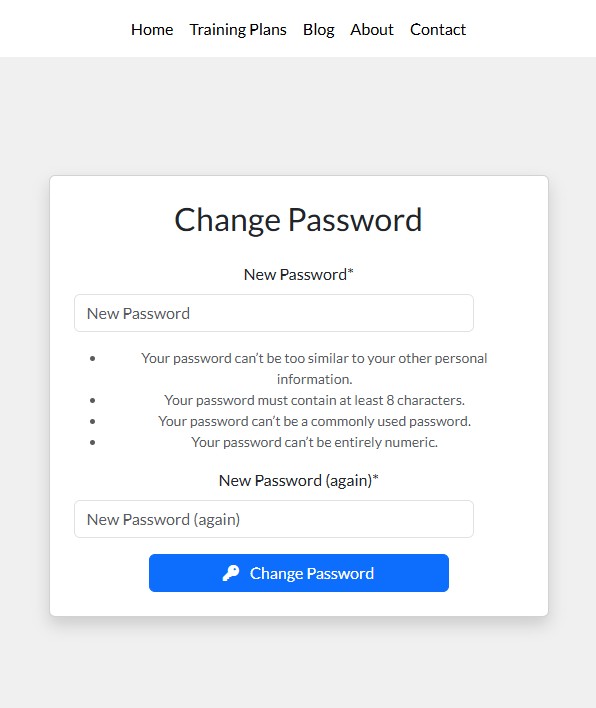 Home Training Plans Blog About Contact
Change Password
New Password*
New Password
Your password can’t be too similar to your other personal
information.
Your password must contain at least 8 characters.
Your password can’t be a commonly used password.
Your password can’t be entirely numeric.
New Password (again)*
New Password (again)
Change Password